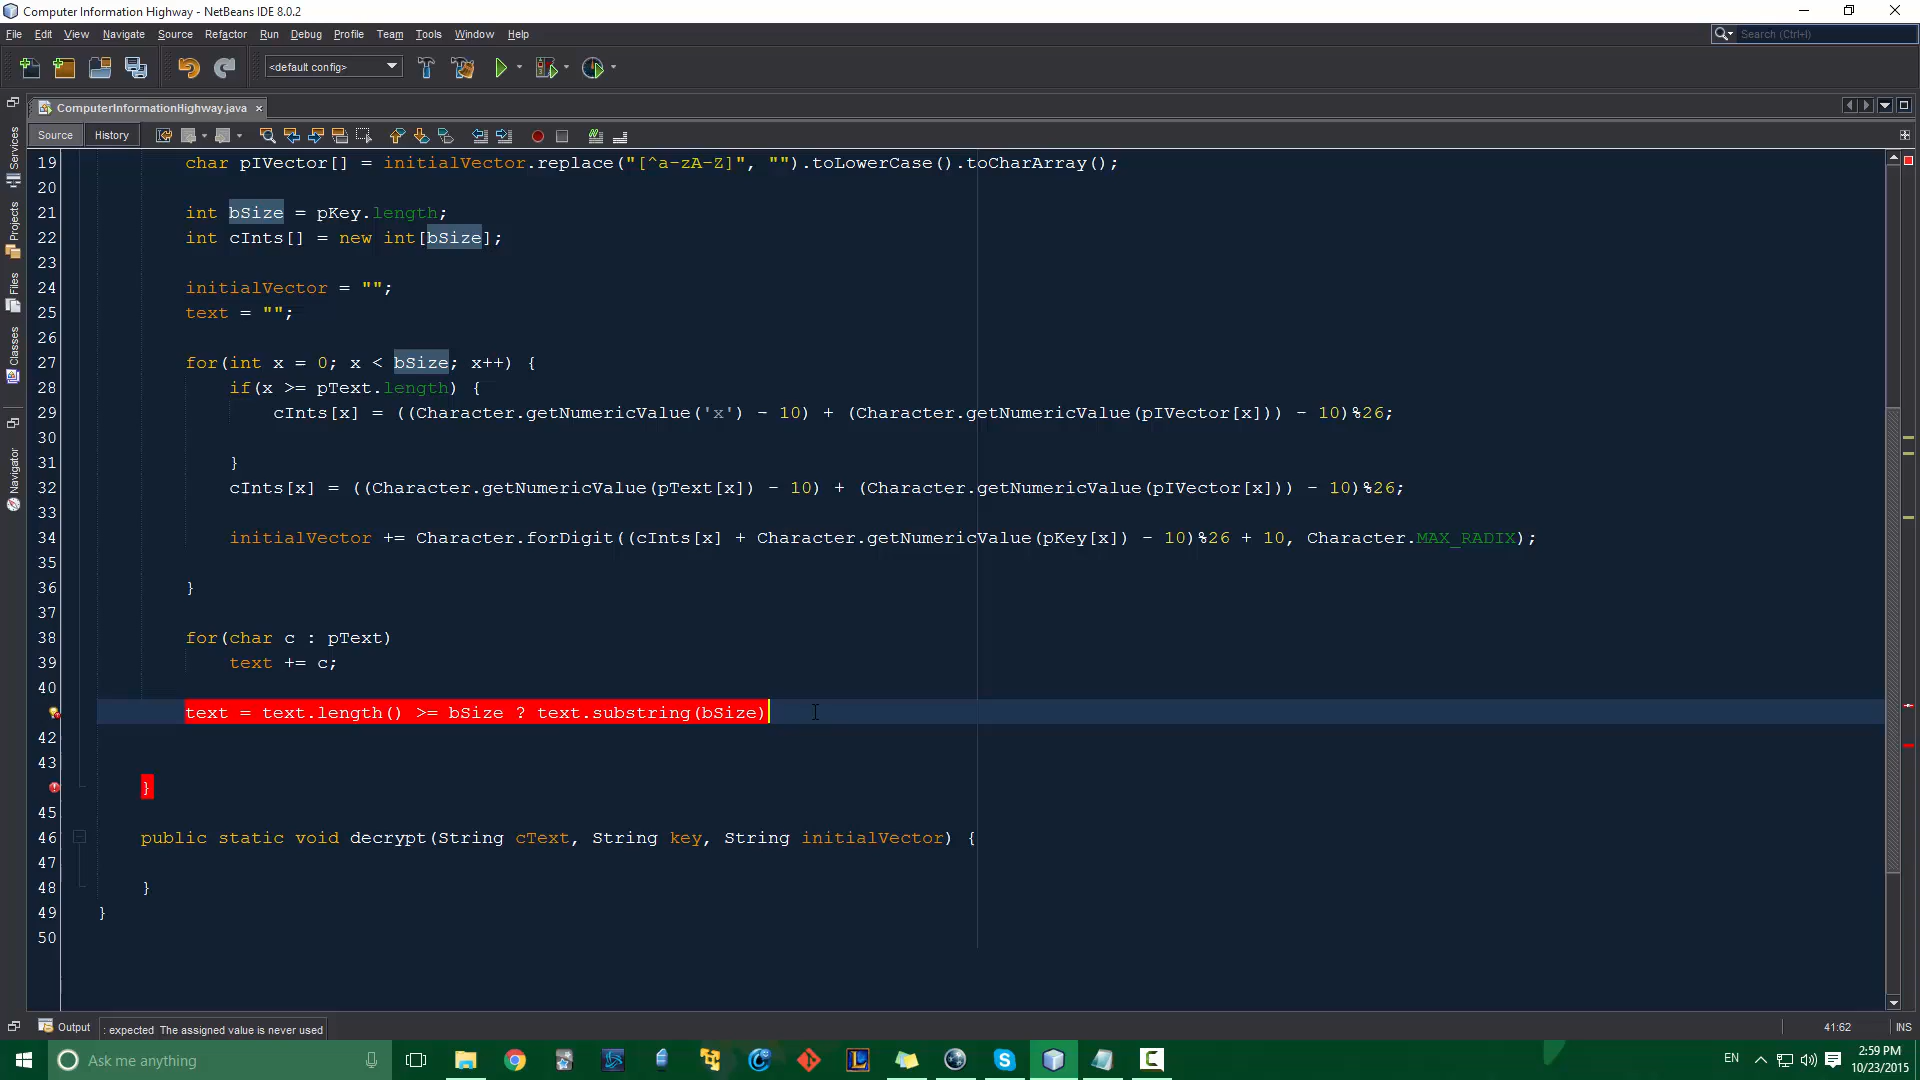 Computer Information Highway - NetBeans IDE 8.0.2
File Edit View Navigate Source Refactor Run Debug Profile Team Tools Window Help
Search (Ctrl+I)
<default config>
ComputerInformationHighway.java
Source History
Services
Projects
Files
Classes
Navigator
19 char pIVector[] = initialVector.replace("[^a-zA-Z]", "").toLowerCase().toCharArray();
20
21 int bSize = pKey.length;
22 int cInts[] = new int[bSize];
23
24 initialVector = "";
25 text = "";
26
27 for(int x = 0; x < bSize; x++) {
28 if(x >= pText.length) {
29 cInts[x] = ((Character.getNumericValue('x') - 10) + (Character.getNumericValue(pIVector[x])) - 10)%26;
30
31 }
32 cInts[x] = ((Character.getNumericValue(pText[x]) - 10) + (Character.getNumericValue(pIVector[x])) - 10)%26;
33
34 initialVector += Character.forDigit((cInts[x] + Character.getNumericValue(pKey[x]) - 10)%26 + 10, Character.MAX_RADIX);
35
36 }
37
38 for(char c : pText)
39 text += c;
40
text = text.length() >= bSize ? text.substring(bSize)
42
43
}
45
46 public static void decrypt(String cText, String key, String initialVector) {
47
48 }
49 }
50
Output : expected The assigned value is never used
41:62 INS
Ask me anything
EN 2:59 PM
10/23/2015